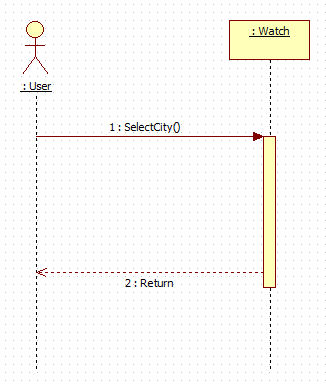 : Watch
: User
1 : SelectCity()
2 : Return